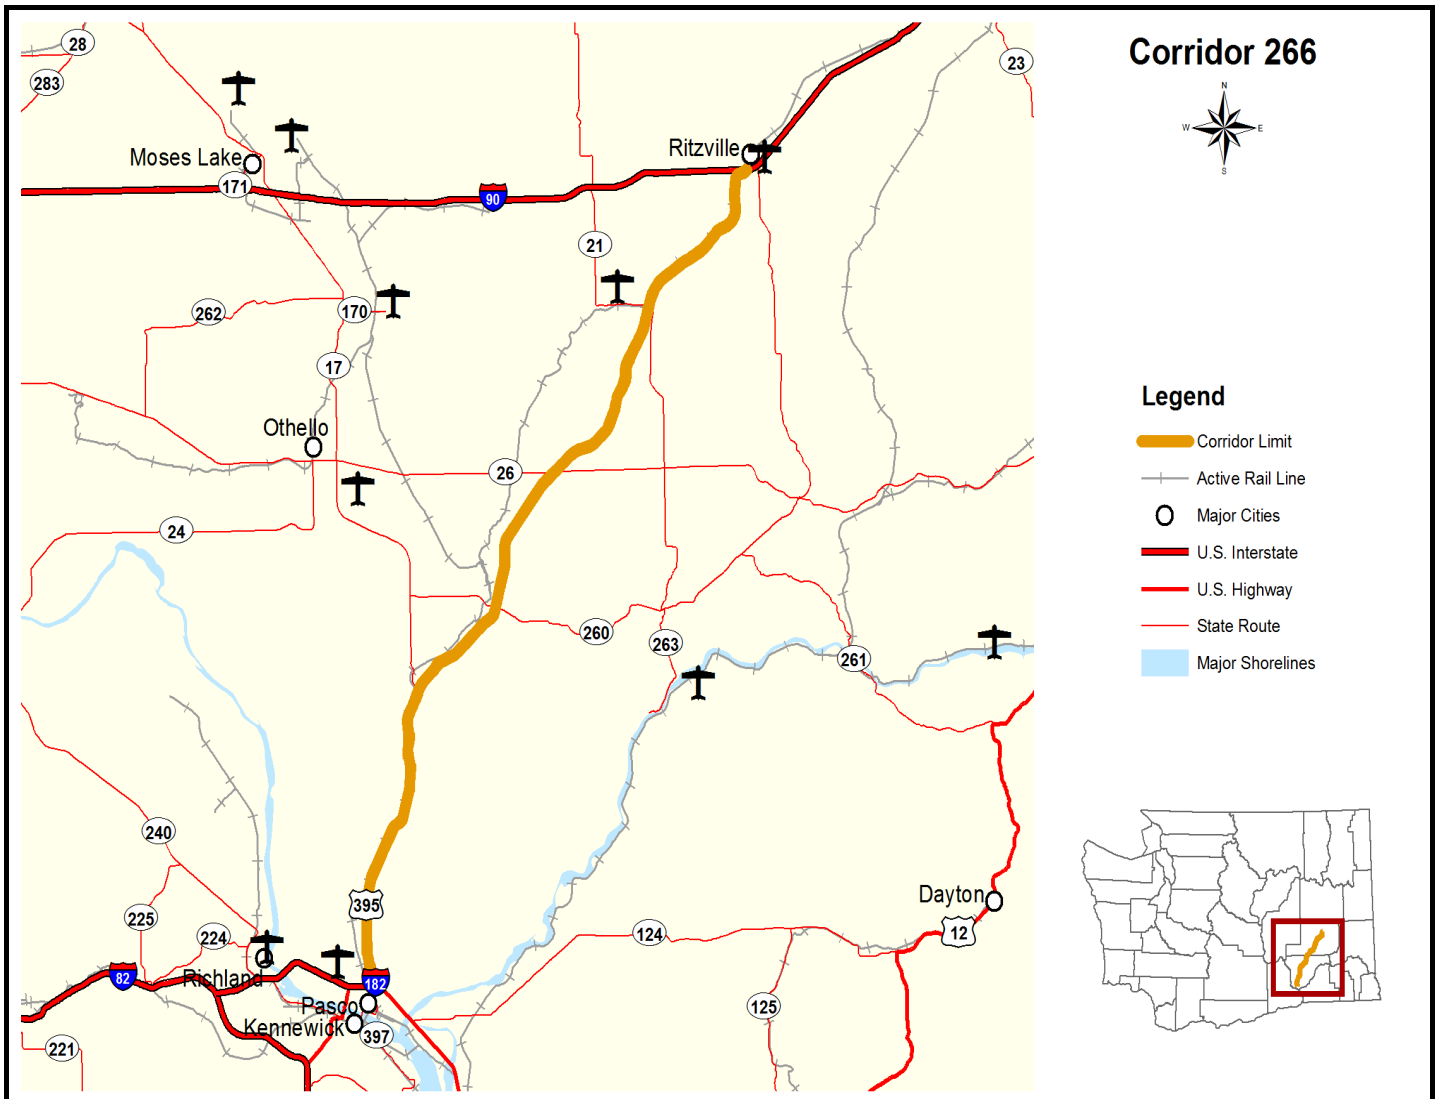 Corridor 266
N
W
E
S
28
283
23
Moses Lake
171
Ritzville
90
21
262
170
17
Othello
26
24
260
263
261
240
395
225
224
Richland
82
182
Pasco
Kennewick
397
221
124
125
Dayton
12
Legend
Corridor Limit
Active Rail Line
Major Cities
U.S. Interstate
U.S. Highway
State Route
Major Shorelines